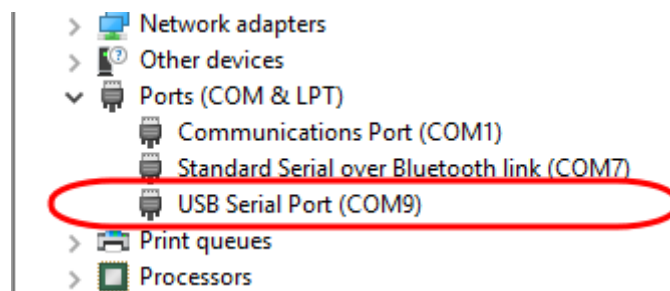 Network adapters
Other devices
Ports (COM & LPT)
Communications Port (COM1)
Standard Serial over Bluetooth link (COM7)
USB Serial Port (COM9)
Print queues
Processors